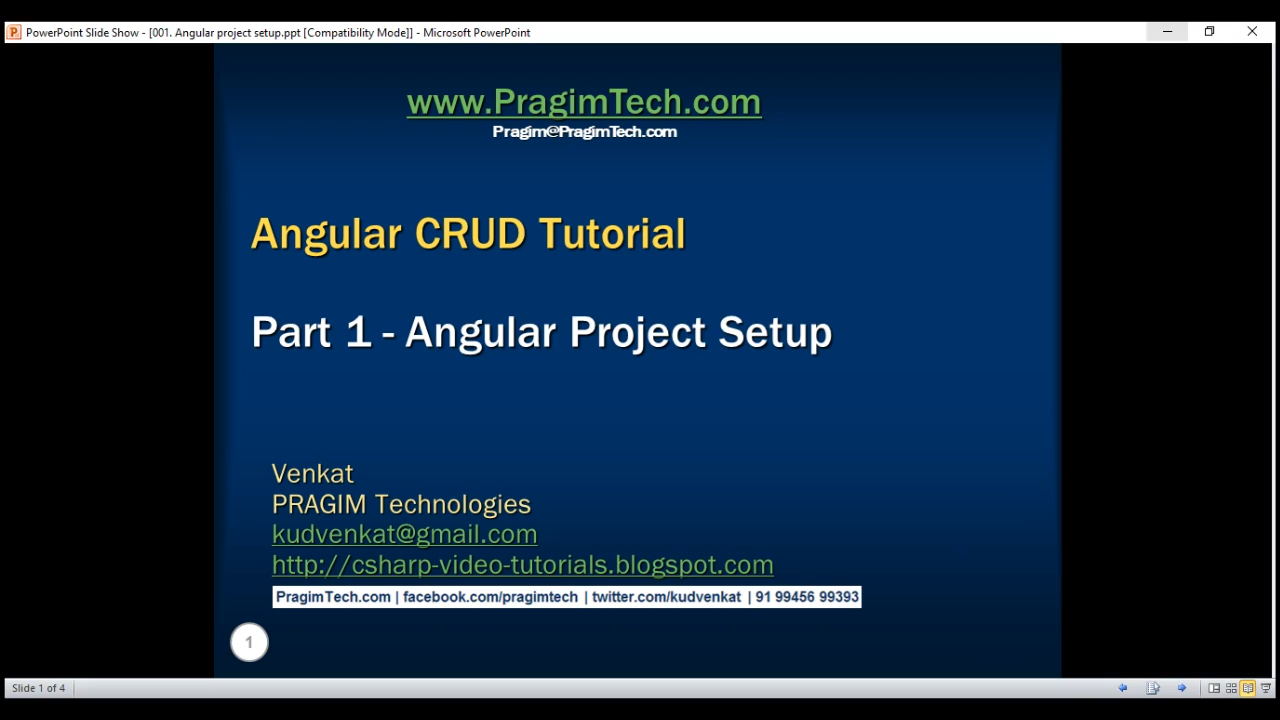 PowerPoint Slide Show - [001. Angular project setup.ppt [Compatibility Mode]] - Microsoft PowerPoint
www.PragimTech.com
Pragim@PragimTech.com
Angular CRUD Tutorial
Part 1 - Angular Project Setup
Venkat
PRAGIM Technologies
kudvenkat@gmail.com
http://csharp-video-tutorials.blogspot.com
PragimTech.com | facebook.com/pragimtech | twitter.com/kudvenkat | 91 99456 99393
1
Slide 1 of 4